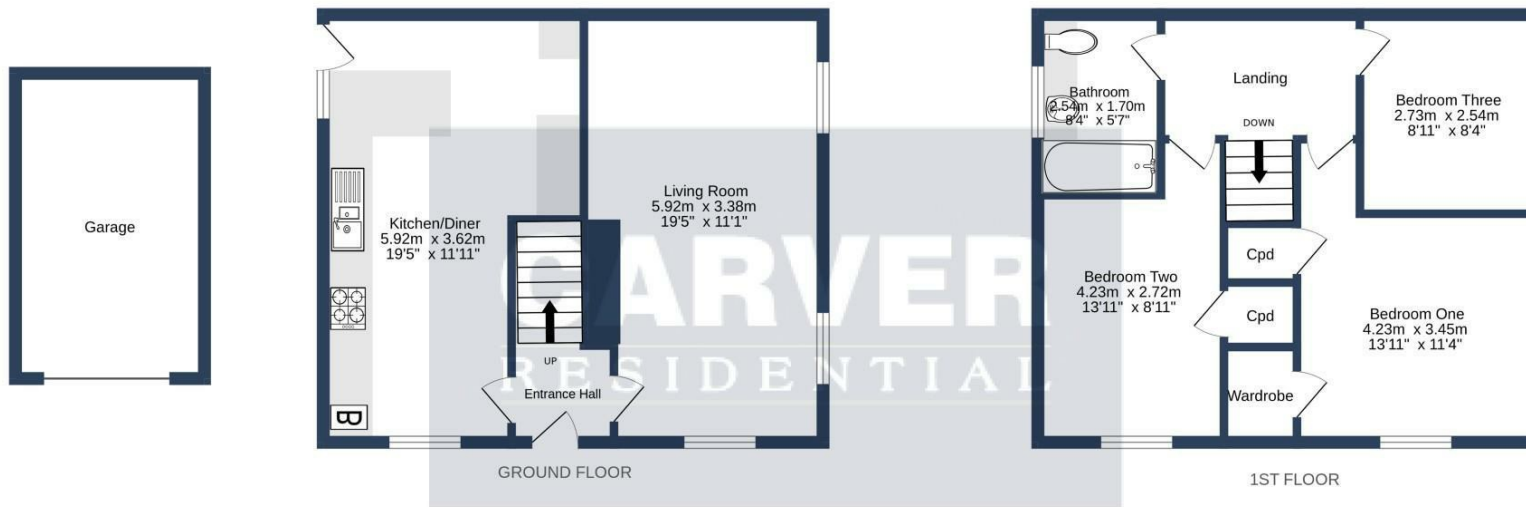 Garage
Kitchen/Diner
5.92m x 3.62m
19'5" x 11'11"
B
UP
Entrance Hall
Living Room
5.92m x 3.38m
19'5" x 11'1"
GROUND FLOOR
CARVER
RESIDENTIAL
Bathroom
2.54m x 1.70m
8'4" x 5'7"
Landing
DOWN
Bedroom Three
2.73m x 2.54m
8'11" x 8'4"
Bedroom Two
4.23m x 2.72m
13'11" x 8'11"
Cpd
Cpd
Wardrobe
Bedroom One
4.23m x 3.45m
13'11" x 11'4"
1ST FLOOR